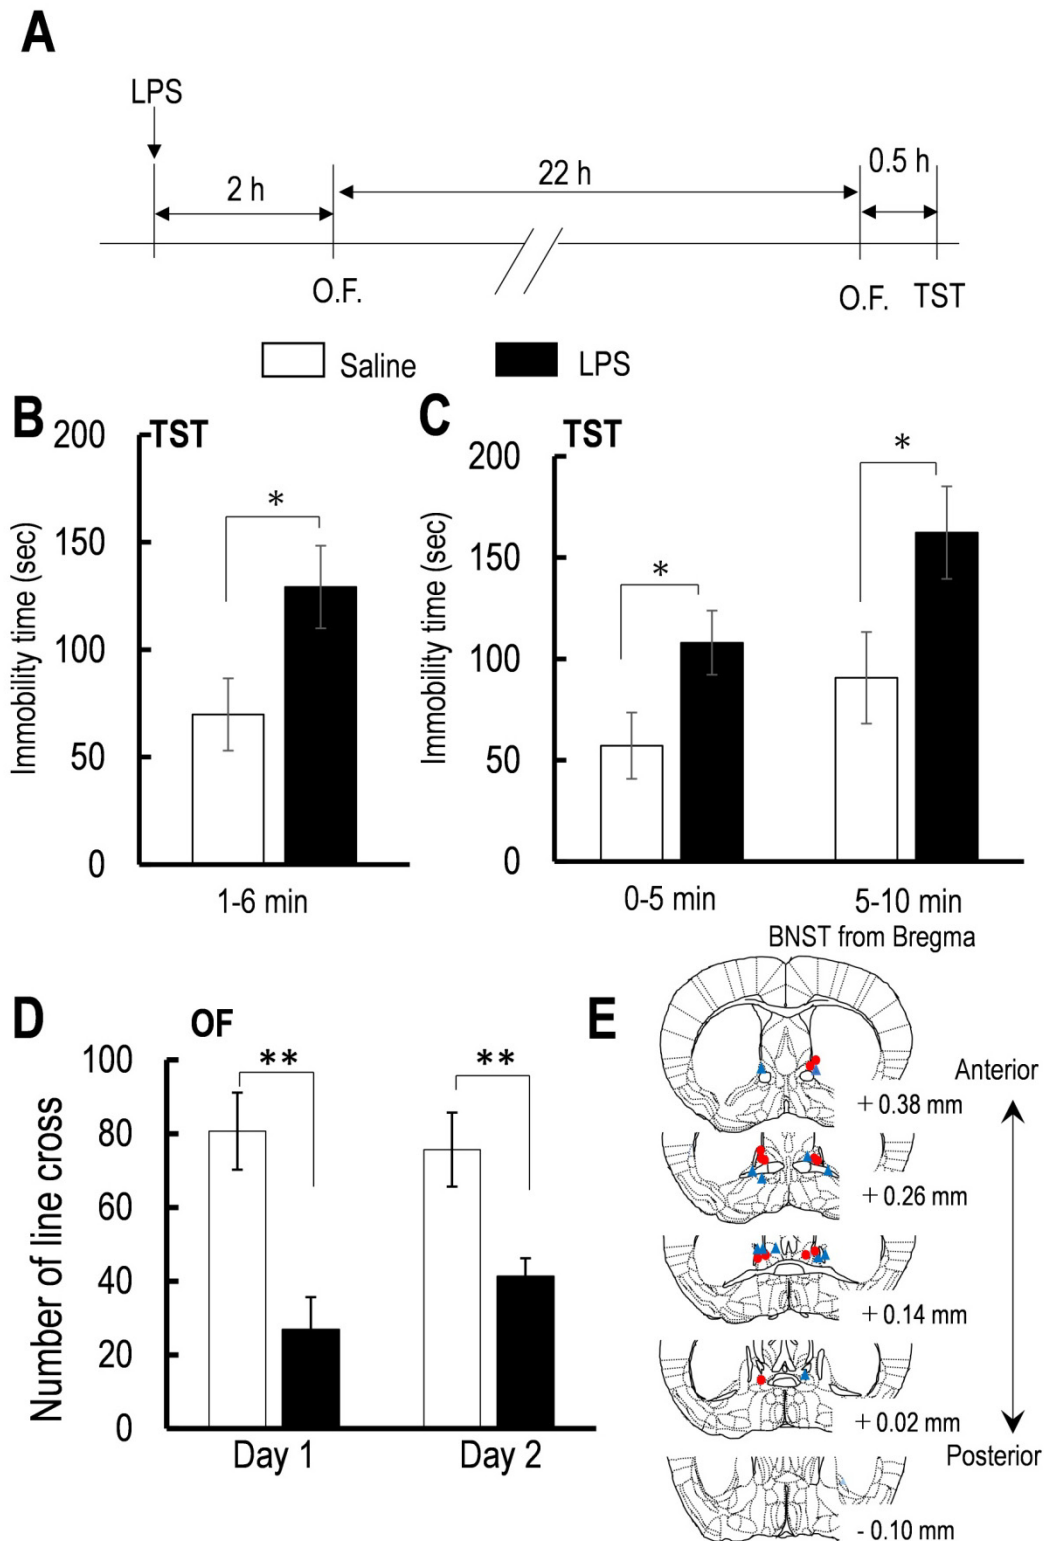 A
LPS
2 h
22 h
0.5 h
O.F.
O.F.
TST
Saline
LPS
B
TST
Immobility time (sec)
200
150
100
50
0
*
1-6 min
C
TST
Immobility time (sec)
200
150
100
50
0
*
*
0-5 min
5-10 min
D
OF
Number of line cross
100
80
60
40
20
0
**
**
Day 1
Day 2
E
BNST from Bregma
Anterior
+ 0.38 mm
+ 0.26 mm
+ 0.14 mm
+ 0.02 mm
Posterior
- 0.10 mm